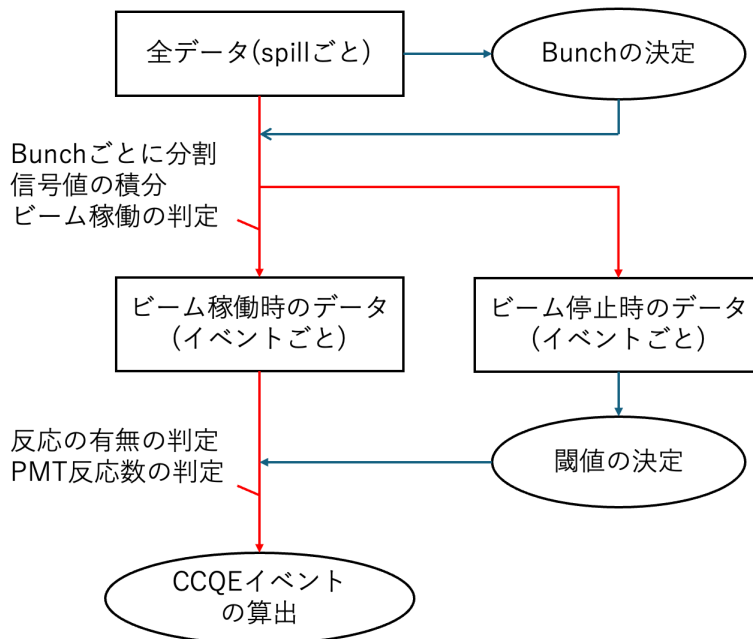 全データ(spillごと)
Bunchの決定
Bunchごとに分割
信号値の積分
ビーム稼働の判定
ビーム稼働時のデータ
(イベントごと)
ビーム停止時のデータ
(イベントごと)
反応の有無の判定
PMT反応数の判定
閾値の決定
CCQEイベント
の算出